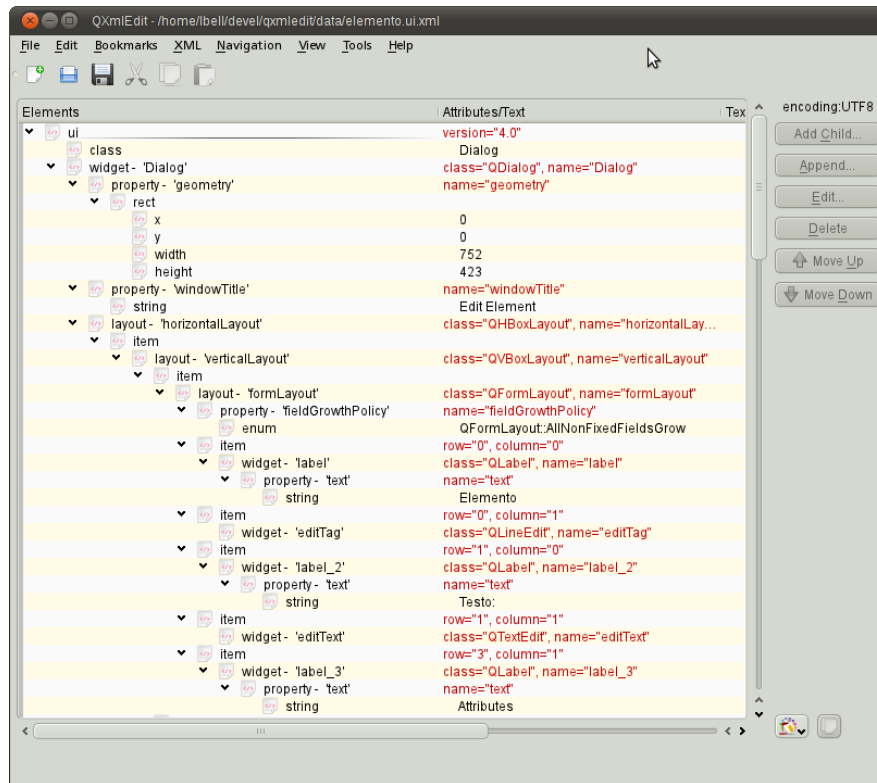 QXmlEdit - /home/lbell/devel/qxmledit/data/elemento.ui.xml
File Edit Bookmarks XML Navigation View Tools Help
Elements Attributes/Text Tex encoding:UTF8
ui version="4.0" Add Child...
class Dialog
widget - 'Dialog' class="QDialog", name="Dialog" Append...
property - 'geometry' name="geometry"
rect Edit...
x 0
y 0 Delete
width 752
height 423 Move Up
property - 'windowTitle' name="windowTitle" Move Down
string Edit Element
layout - 'horizontalLayout' class="QHBoxLayout", name="horizontalLay...
item
layout - 'verticalLayout' class="QVBoxLayout", name="verticalLayout"
item
layout - 'formLayout' class="QFormLayout", name="formLayout"
property - 'fieldGrowthPolicy' name="fieldGrowthPolicy"
enum QFormLayout::AllNonFixedFieldsGrow
item row="0", column="0"
widget - 'label' class="QLabel", name="label"
property - 'text' name="text"
string Elemento
item row="0", column="1"
widget - 'editTag' class="QLineEdit", name="editTag"
item row="1", column="0"
widget - 'label_2' class="QLabel", name="label_2"
property - 'text' name="text"
string Testo:
item row="1", column="1"
widget - 'editText' class="QTextEdit", name="editText"
item row="3", column="1"
widget - 'label_3' class="QLabel", name="label_3"
property - 'text' name="text"
string Attributes